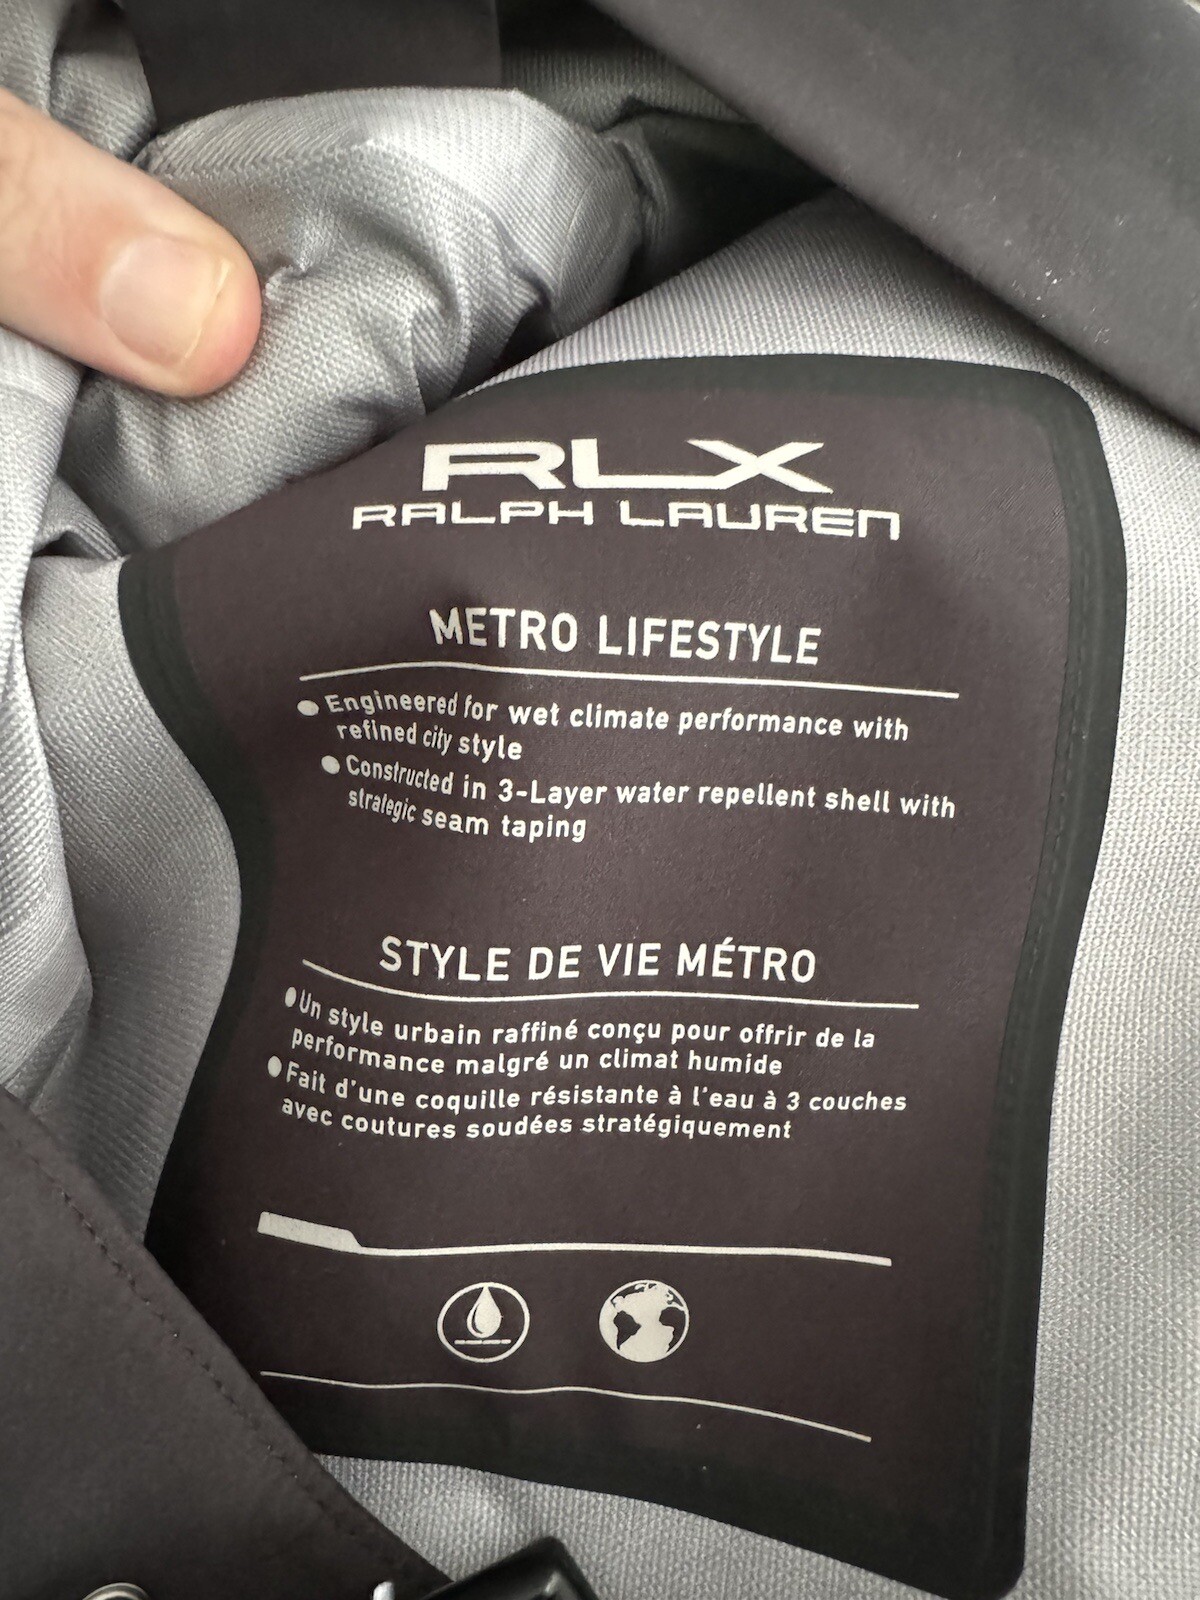 RLX
RALPH LAUREN
METRO LIFESTYLE
● Engineered for wet climate performance with
refined city style
● Constructed in 3-Layer water repellent shell with
strategic seam taping
STYLE DE VIE MÉTRO
● Un style urbain raffiné conçu pour offrir de la
performance malgré un climat humide
● Fait d'une coquille résistante à l'eau à 3 couches
avec coutures soudées stratégiquement